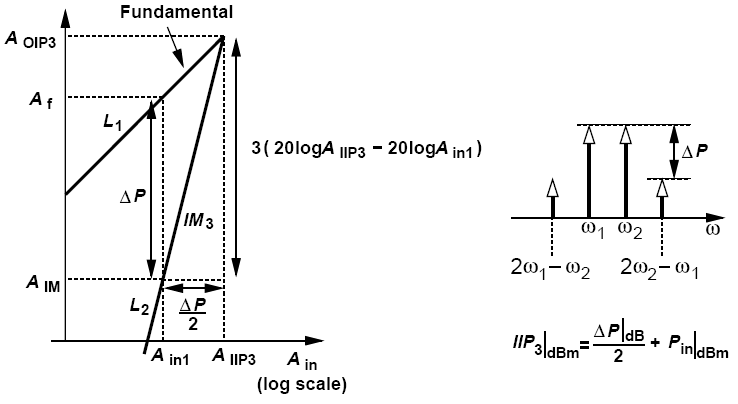 Fundamental
A OIP3
A f
L1
ΔP
3 ( 20logA IIP3 − 20logA in1 )
IM3
A IM
L2
ΔP
2
A in1
A IIP3
A in
(log scale)
ΔP
ω1
ω2
ω
2ω1−ω2
2ω2−ω1
IIP3|dBm = ΔP|dB / 2 + Pin|dBm